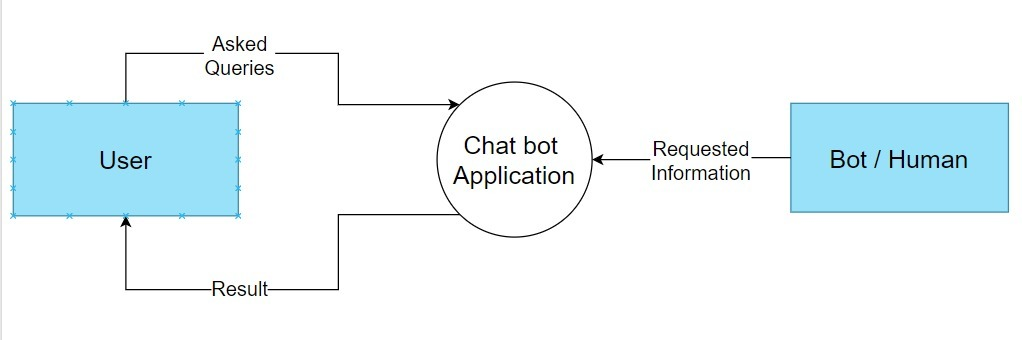 Asked
Queries
User
Chat bot
Application
Requested
Information
Bot / Human
Result